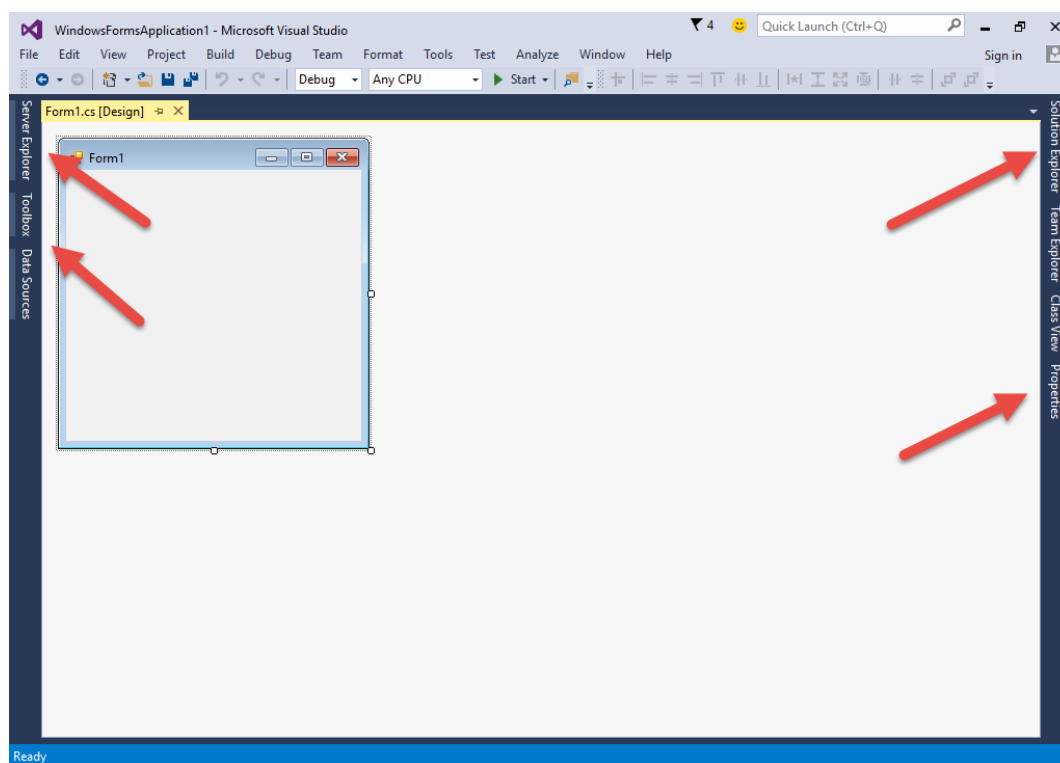 WindowsFormsApplication1 - Microsoft Visual Studio
4
Quick Launch (Ctrl+Q)
File Edit View Project Build Debug Team Format Tools Test Analyze Window Help
Sign in
Debug
Any CPU
Start
Form1.cs [Design]
Server Explorer
Toolbox
Data Sources
Form1
Solution Explorer
Team Explorer
Class View
Properties
Ready